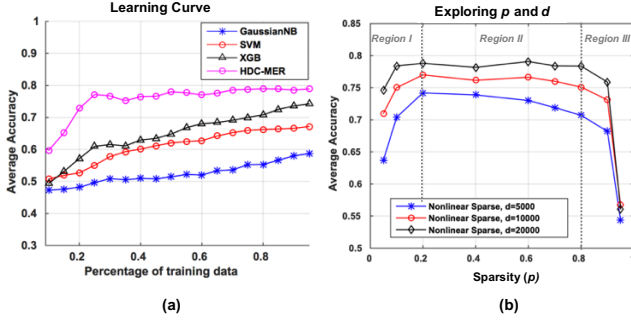 Learning Curve
GaussianNB
SVM
XGB
HDC-MER
1
0.9
0.8
0.7
0.6
0.5
0.4
0.3
0.2
0.4
0.6
0.8
Average Accuracy
Percentage of training data
(a)
Exploring p and d
Region I
Region II
Region III
0.85
0.8
0.75
0.7
0.65
0.6
0.55
0.5
0
0.2
0.4
0.6
0.8
1
Average Accuracy
Nonlinear Sparse, d=5000
Nonlinear Sparse, d=10000
Nonlinear Sparse, d=20000
Sparsity (p)
(b)